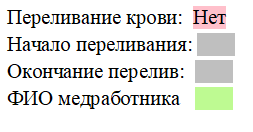 Переливание крови: Нет
Начало переливания:
Окончание перелив:
ФИО медработника